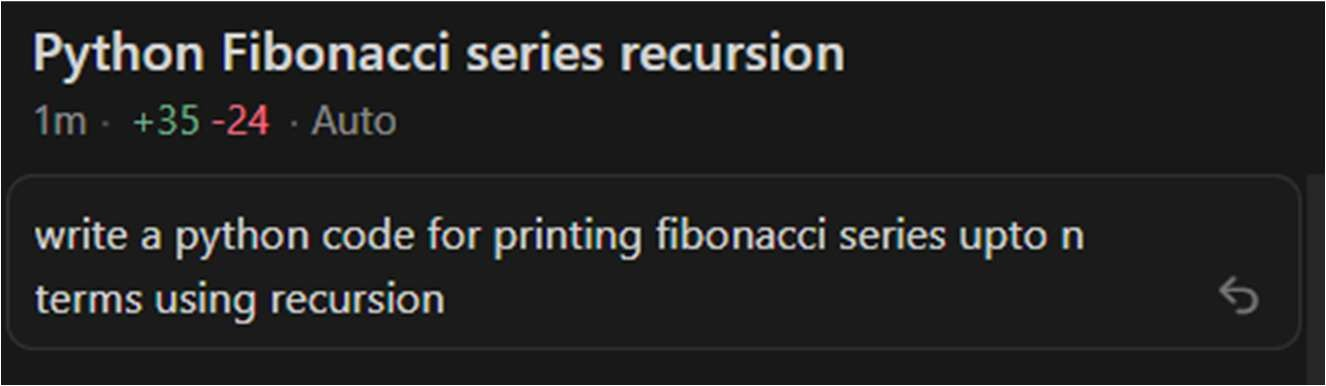 Python Fibonacci series recursion
1m · +35 -24 · Auto
write a python code for printing fibonacci series upto n
terms using recursion